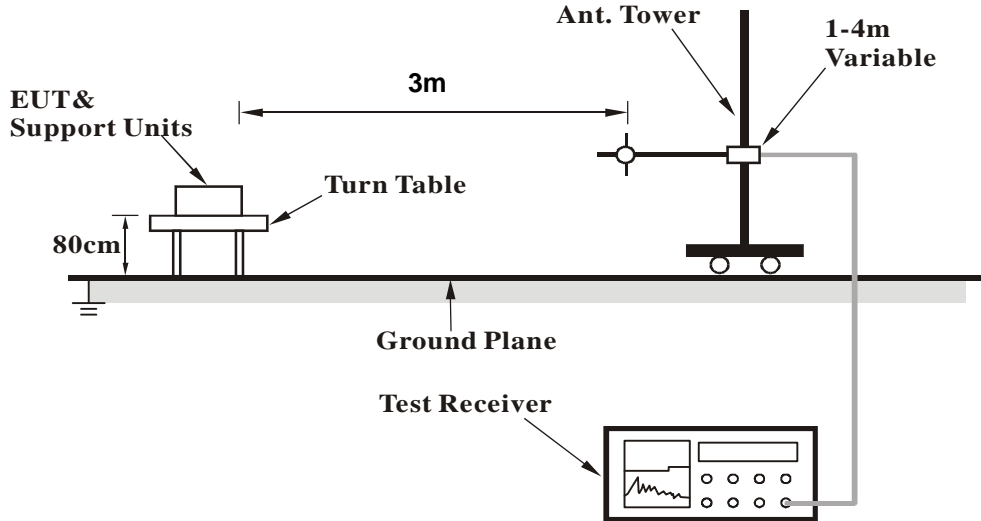 Ant. Tower
1-4m
Variable
3m
EUT&
Support Units
Turn Table
80cm
Ground Plane
Test Receiver